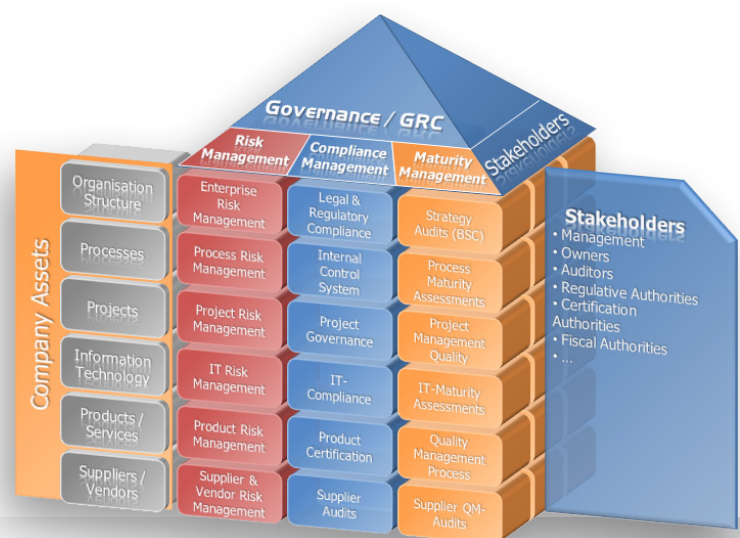 Governance / GRC
Stakeholders
Risk
Management
Compliance
Management
Maturity
Management
Company Assets
Organisation
Structure
Enterprise
Risk
Management
Legal &
Regulatory
Compliance
Strategy
Audits (BSC)
Processes
Process Risk
Management
Internal
Control
System
Process
Maturity
Assessments
Projects
Project Risk
Management
Project
Governance
Project
Management
Quality
Information
Technology
IT Risk
Management
IT-
Compliance
IT-Maturity
Assessments
Products /
Services
Product Risk
Management
Product
Certification
Quality
Management
Process
Suppliers /
Vendors
Supplier &
Vendor Risk
Management
Supplier
Audits
Supplier QM-
Audits
Stakeholders
• Management
• Owners
• Auditors
• Regulative Authorities
• Certification
Authorities
• Fiscal Authorities
• ...